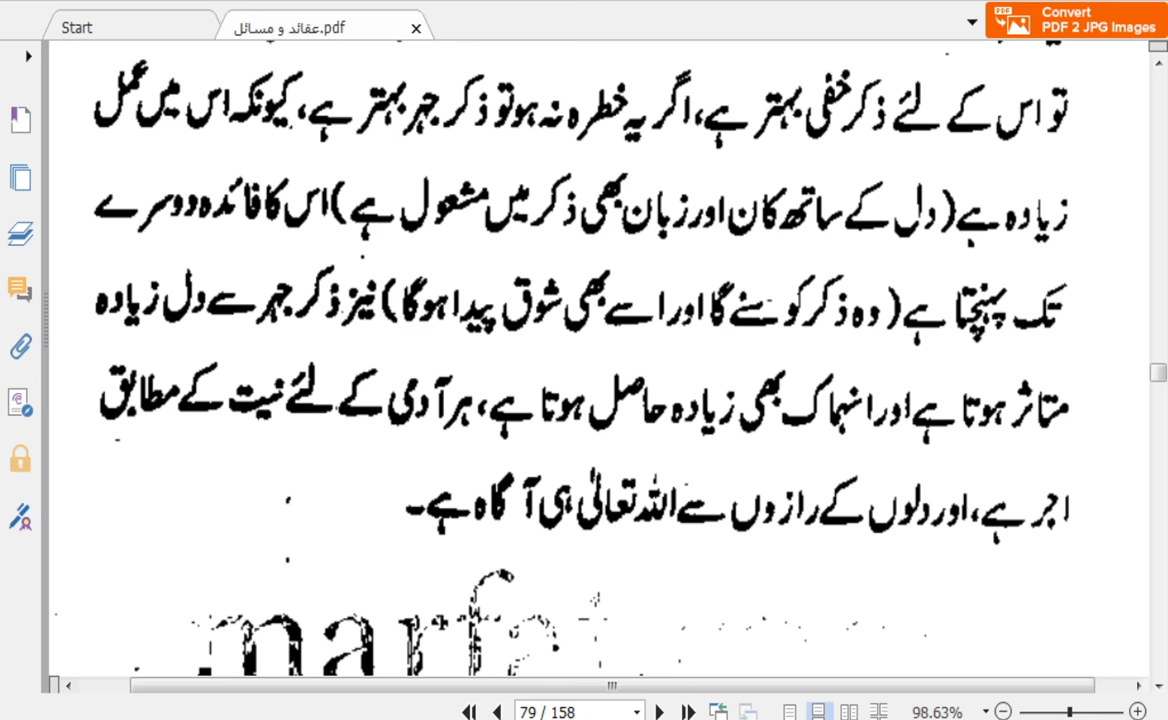 Start
عقائد و مسائل.pdf
Convert
PDF 2 JPG Images
تو اس کے لئے ذکر خفی بہتر ہے، اگر یہ خطرہ نہ ہو تو ذکر جہر بہتر ہے، کیونکہ اس میں عمل
زیادہ ہے (دل کے ساتھ کان اور زبان بھی ذکر میں مشعول ہے) اس کا فائدہ دوسرے
تک پہنچتا ہے (وہ ذکر کو سنے گا اور اسے بھی شوق پیدا ہوگا) نیز ذکر جہر سے دل زیادہ
متاثر ہوتا ہے اور انہماک بھی زیادہ حاصل ہوتا ہے، ہر آدمی کے لئے نیت کے مطابق
اجر ہے، اور دلوں کے رازوں سے اللہ تعالیٰ ہی آگاہ ہے۔
marfat
79 / 158
98.63%